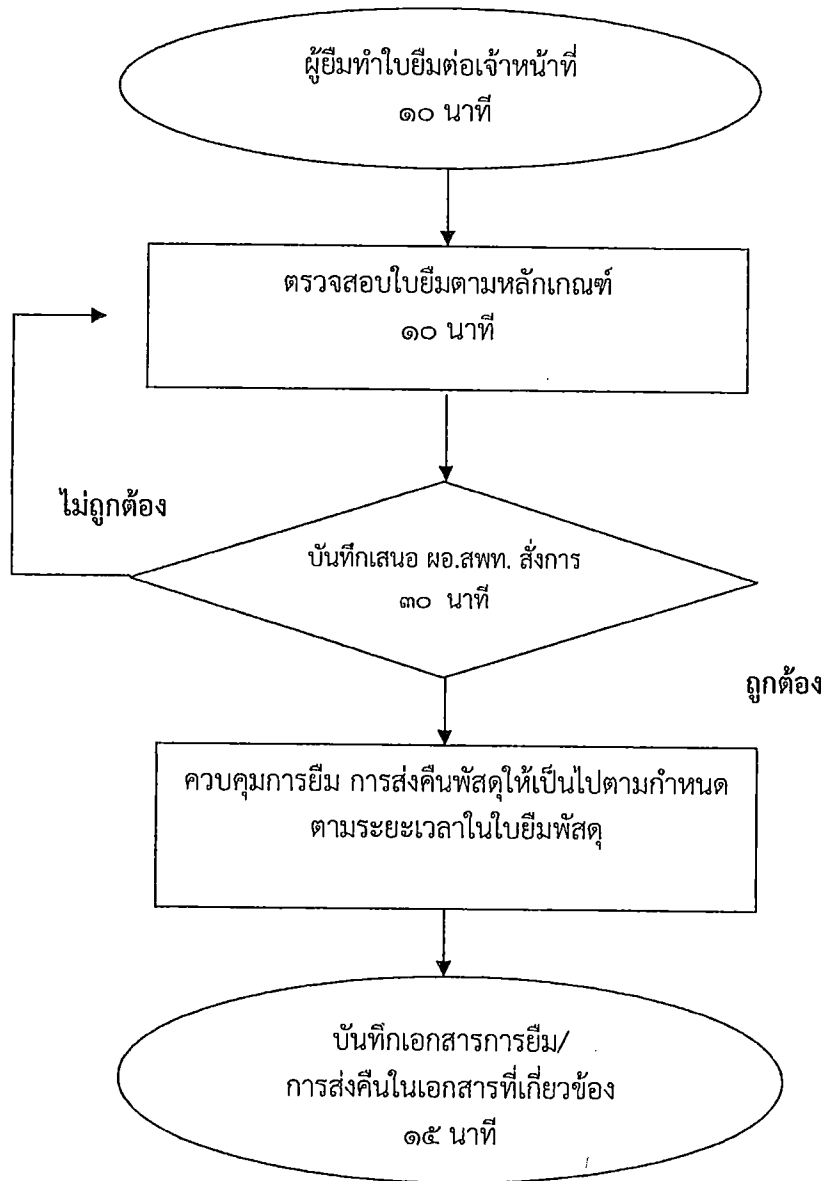 ผู้ยืมทำใบยืมต่อเจ้าหน้าที่
๑๐ นาที
ตรวจสอบใบยืมตามหลักเกณฑ์
๑๐ นาที
ไม่ถูกต้อง
บันทึกเสนอ ผอ.สพท. สั่งการ
๓๐ นาที
ถูกต้อง
ควบคุมการยืม การส่งคืนพัสดุให้เป็นไปตามกำหนด
ตามระยะเวลาในใบยืมพัสดุ
บันทึกเอกสารการยืม/
การส่งคืนในเอกสารที่เกี่ยวข้อง
๑๕ นาที